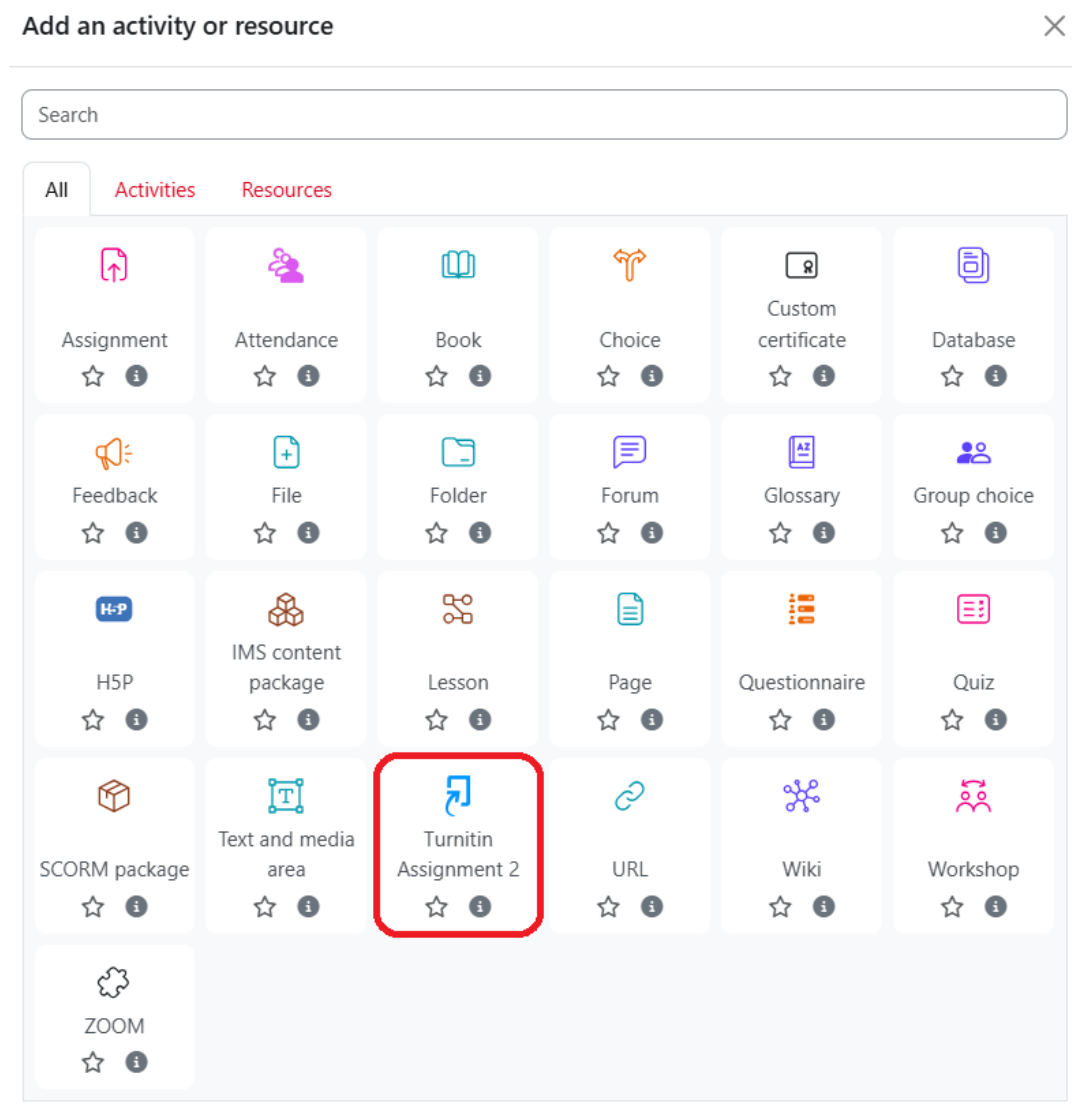 Add an activity or resource
Search
All Activities Resources
Custom
Assignment Attendance Book Choice certificate Database
AZ
Feedback File Folder Forum Glossary Group choice
H-P
IMS content
H5P package Lesson Page Questionnaire Quiz
T
Text and media Turnitin
SCORM package area Assignment 2 URL Wiki Workshop
ZOOM